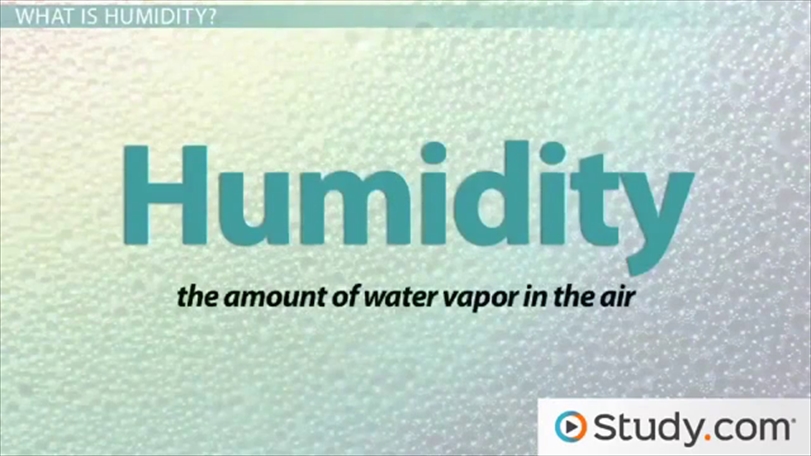 WHAT IS HUMIDITY?
Humidity
the amount of water vapor in the air
Study.com®